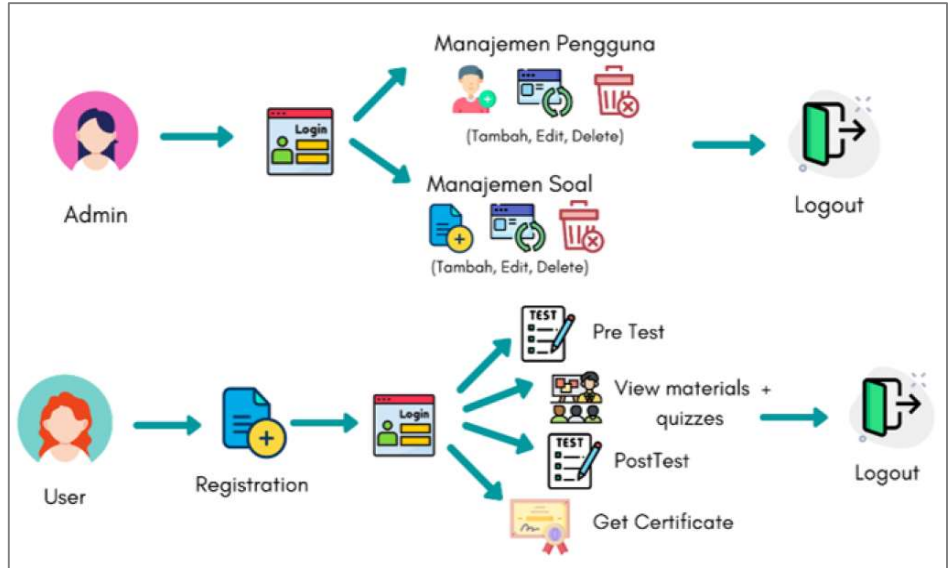 Manajemen Pengguna
Login
(Tambah, Edit, Delete)
Admin
Manajemen Soal
Logout
(Tambah, Edit, Delete)
TEST
Pre Test
Login
View materials +
quizzes
TEST
PostTest
User
Registration
Logout
Get Certificate